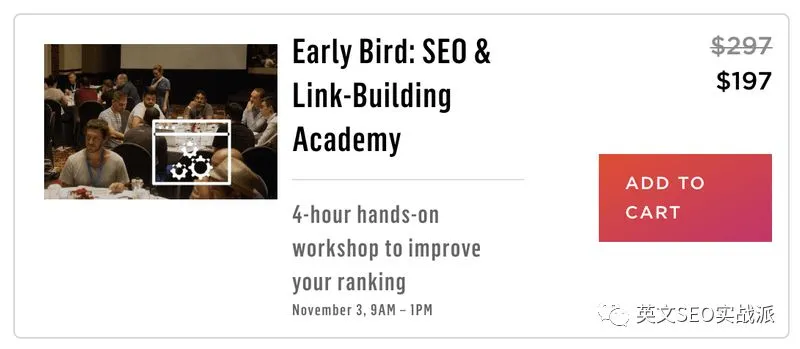 Early Bird: SEO &
Link-Building
Academy
4-hour hands-on
workshop to improve
your ranking
November 3, 9AM – 1PM
$297
$197
ADD TO
CART
英文SEO实战派